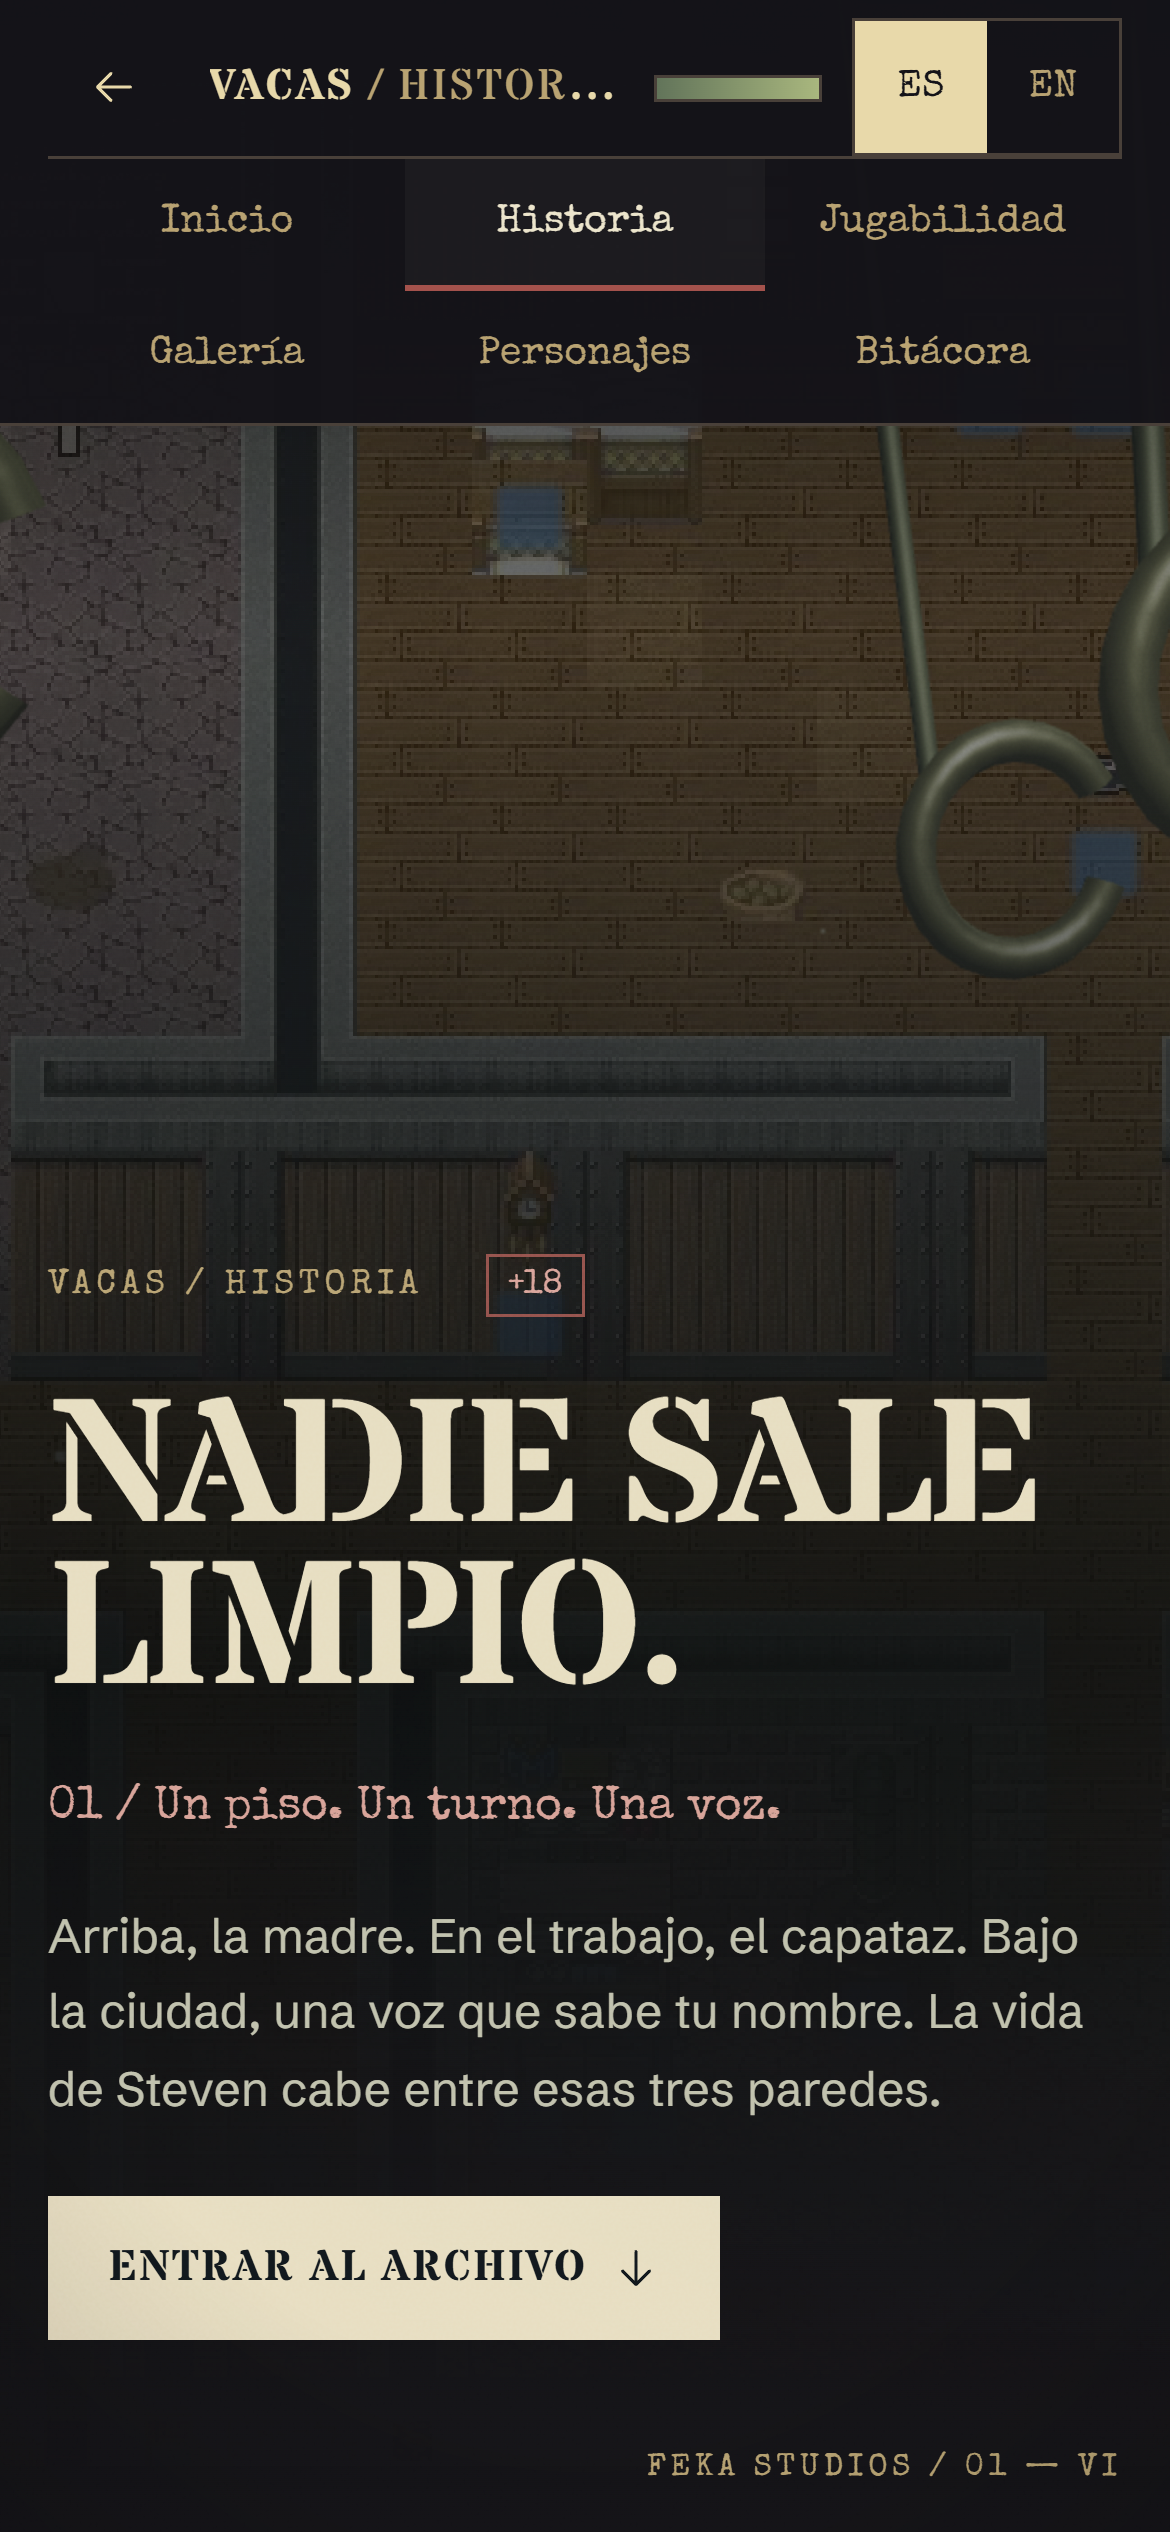 VACAS / HISTOR...
ES EN
Inicio Historia Jugabilidad
Galería Personajes Bitácora
VACAS / HISTORIA +18
NADIE SALE
LIMPIO.
01 / Un piso. Un turno. Una voz.
Arriba, la madre. En el trabajo, el capataz. Bajo
la ciudad, una voz que sabe tu nombre. La vida
de Steven cabe entre esas tres paredes.
ENTRAR AL ARCHIVO ↓
FEKA STUDIOS / 01 — VI